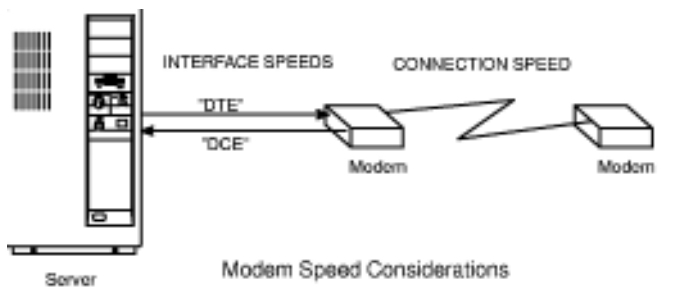 INTERFACE SPEEDS
CONNECTION SPEED
"DTE"
"DCE"
Modem
Modem
Server
Modem Speed Considerations